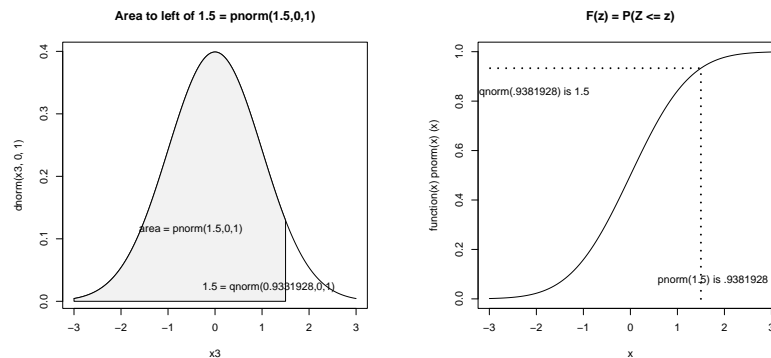 Area to left of 1.5 = pnorm(1.5,0,1)
dnorm(x3, 0, 1)
0.4
0.3
0.2
0.1
0.0
area = pnorm(1.5,0,1)
1.5 = qnorm(0.9331928,0,1)
−3 −2 −1 0 1 2 3
x3
F(z) = P(Z <= z)
function(x) pnorm(x) (x)
1.0
0.8
0.6
0.4
0.2
0.0
qnorm(.9381928) is 1.5
pnorm(1.5) is .9381928
−3 −2 −1 0 1 2 3
x